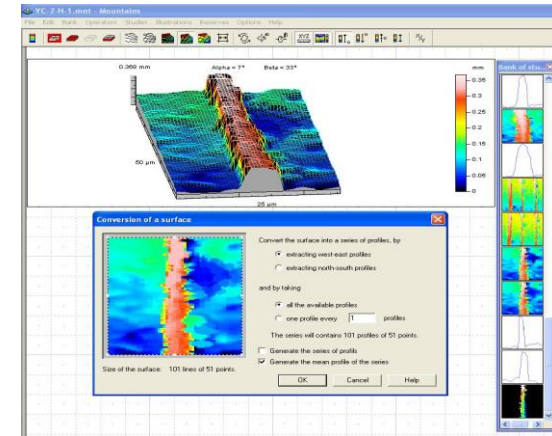 YC-7-H-1.mnt - Mountains
File Edit Bank Operators Studies Illustrations Reserves Options Help
0.360 mm Alpha = 7° Beta = 33° mm
Bank of stu...
0.35
0.3
0.25
0.2
0.15
0.1
0.05
0
50 µm
25 µm
Conversion of a surface
Convert the surface into a series of profiles, by
extracting west-east profiles
extracting north-south profiles
and by taking
all the available profiles
one profile every 1 profiles
The series will contains 101 profiles of 51 points.
Generate the series of profils
Generate the mean profile of the series
Size of the surface: 101 lines of 51 points.
OK Cancel Help